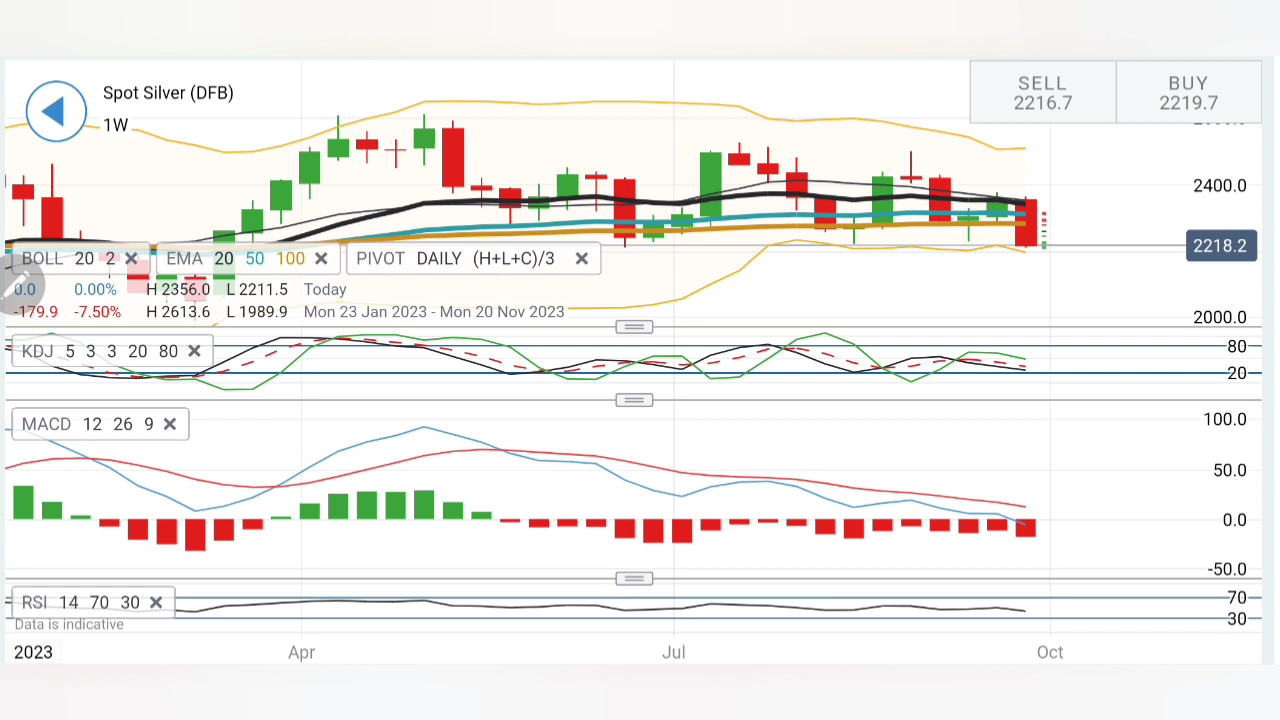 Spot Silver (DFB)
1W
SELL
2216.7
BUY
2219.7
2400.0
2218.2
BOLL 20 2
EMA 20 50 100
PIVOT DAILY (H+L+C)/3
0.0 0.00% H 2356.0 L 2211.5 Today
-179.9 -7.50% H 2613.6 L 1989.9 Mon 23 Jan 2023 - Mon 20 Nov 2023
2000.0
KDJ 5 3 3 20 80
80
20
MACD 12 26 9
100.0
50.0
0.0
-50.0
RSI 14 70 30
70
30
Data is indicative
2023 Apr Jul Oct